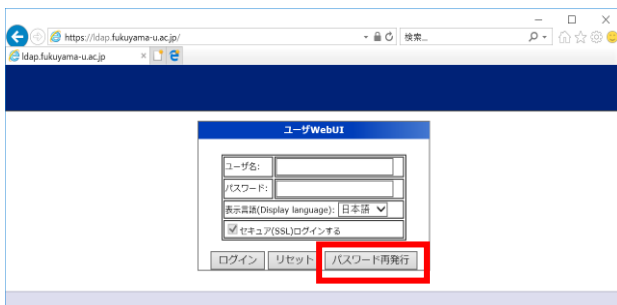 https://ldap.fukuyama-u.ac.jp/
検索...
ldap.fukuyama-u.ac.jp
ユーザWebUI
ユーザ名:
パスワード:
表示言語(Display language): 日本語
セキュア(SSL)ログインする
ログイン リセット パスワード再発行